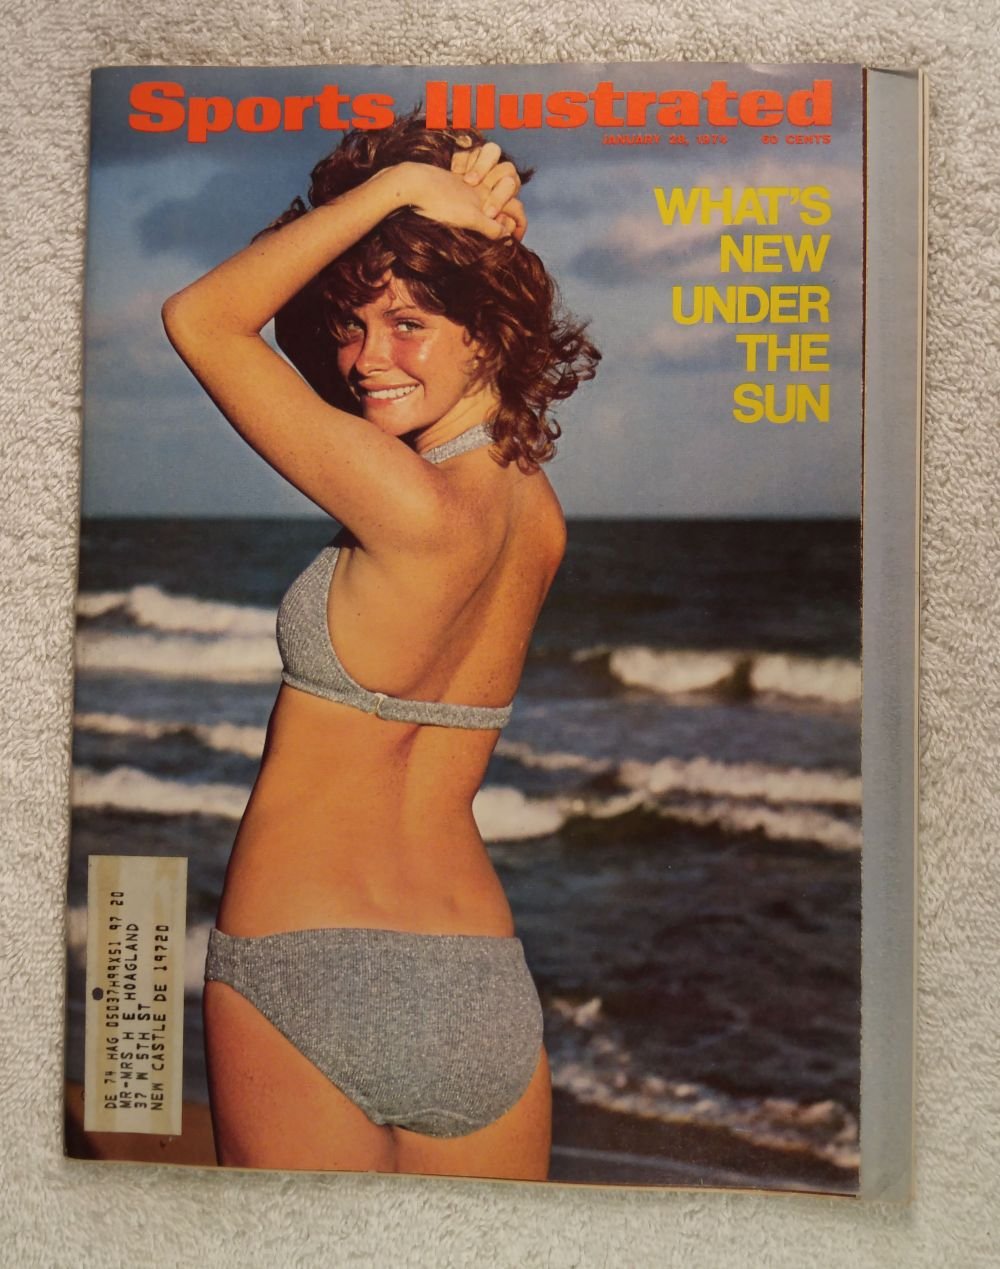 Sports Illustrated
JANUARY 28, 1974 60 CENTS
WHAT'S
NEW
UNDER
THE
SUN
DE 74 HAG 05037H99X51 97 20
MR-MRS H E HOAGLAND
37 W 5TH ST
NEW CASTLE DE 19720